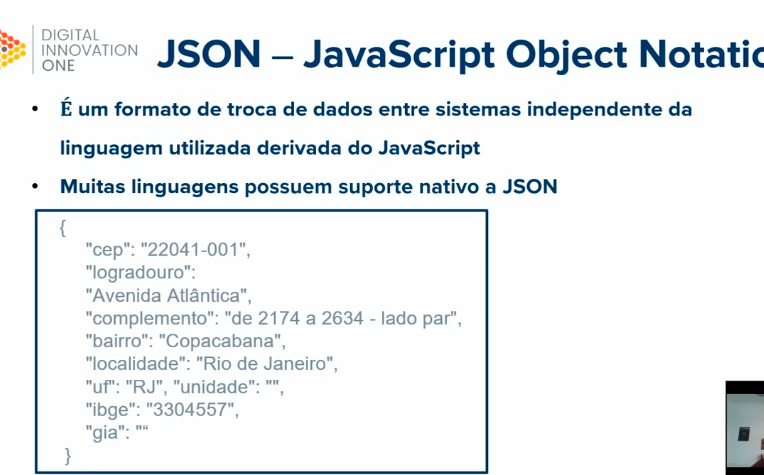 DIGITAL
INNOVATION
ONE
JSON – JavaScript Object Notatio
• É um formato de troca de dados entre sistemas independente da
linguagem utilizada derivada do JavaScript
• Muitas linguagens possuem suporte nativo a JSON
{
"cep": "22041-001",
"logradouro":
"Avenida Atlântica",
"complemento": "de 2174 a 2634 - lado par",
"bairro": "Copacabana",
"localidade": "Rio de Janeiro",
"uf": "RJ", "unidade": "",
"ibge": "3304557",
"gia": "“
}